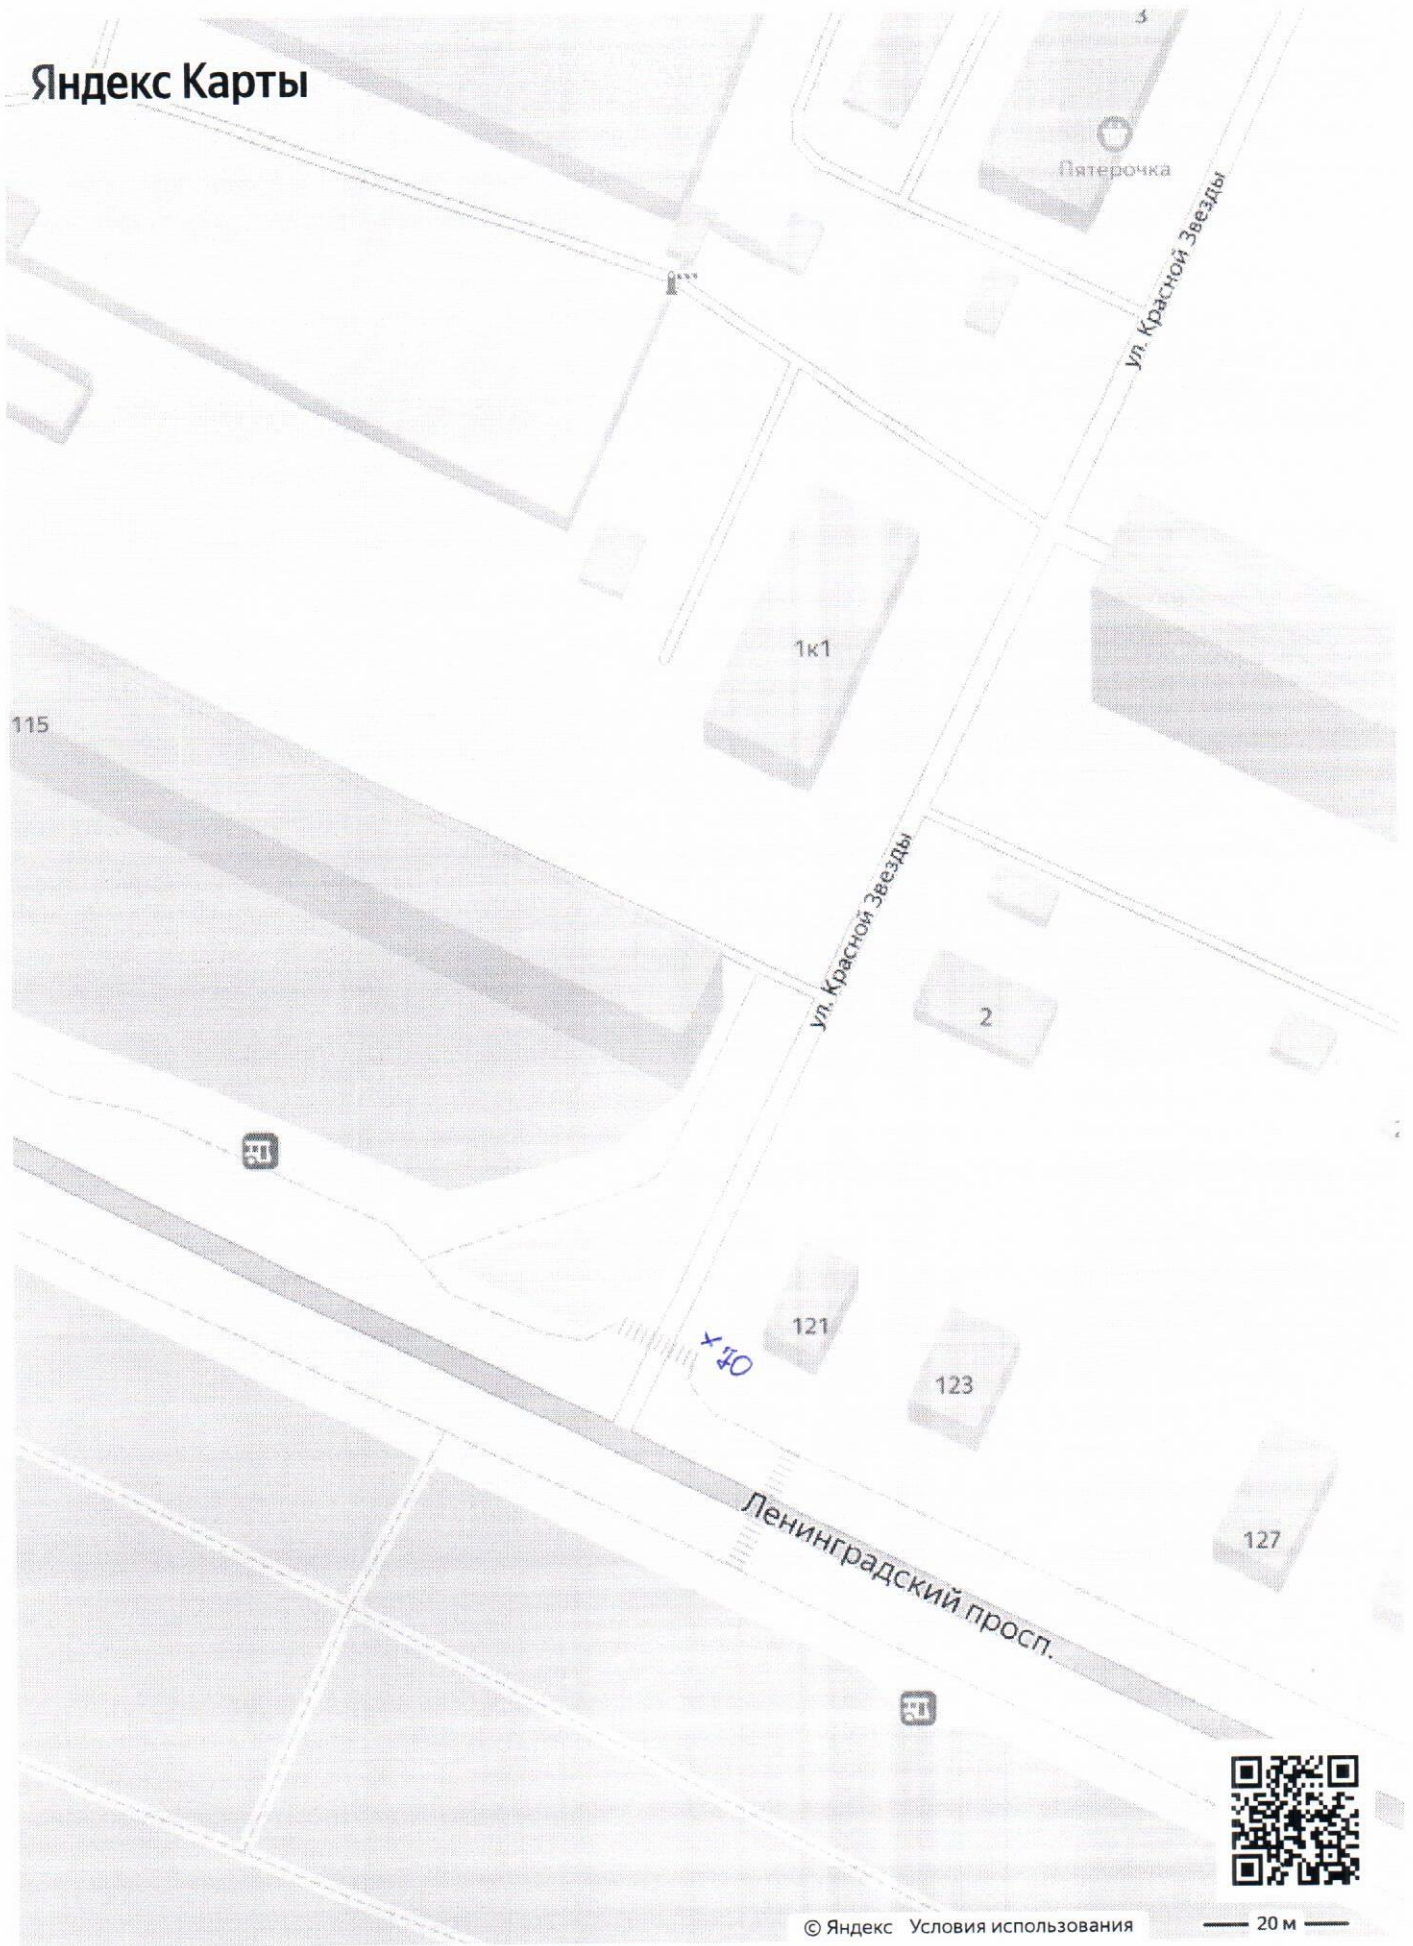 Яндекс Карты
3
Пятерочка
ул. Красной Звезды
1к1
115
ул. Красной Звезды
2
121
123
127
Ленинградский просп.
© Яндекс Условия использования
20 м